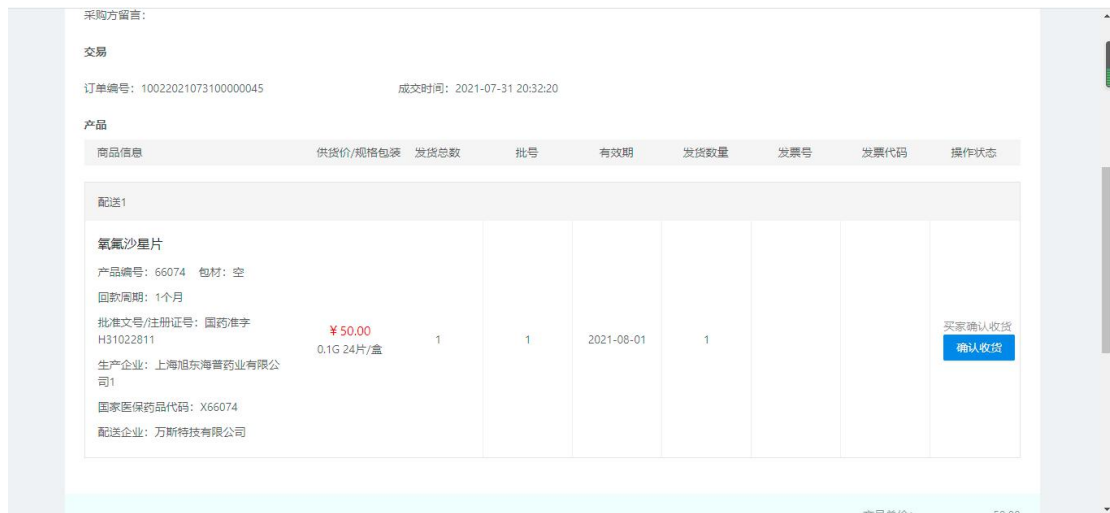 采购方留言：
交易
订单编号：10022021073100000045 成交时间：2021-07-31 20:32:20
产品
商品信息 供货价/规格包装 发货总数 批号 有效期 发货数量 发票号 发票代码 操作状态
配送1
氧氟沙星片
产品编号：66074 包材：空
回款周期：1个月
批准文号/注册证号：国药准字
H31022811
生产企业：上海旭东海普药业有限公
司1
国家医保药品代码：X66074
配送企业：万斯特技有限公司
¥ 50.00
0.1G 24片/盒
1
1
2021-08-01
1
买家确认收货
确认收货